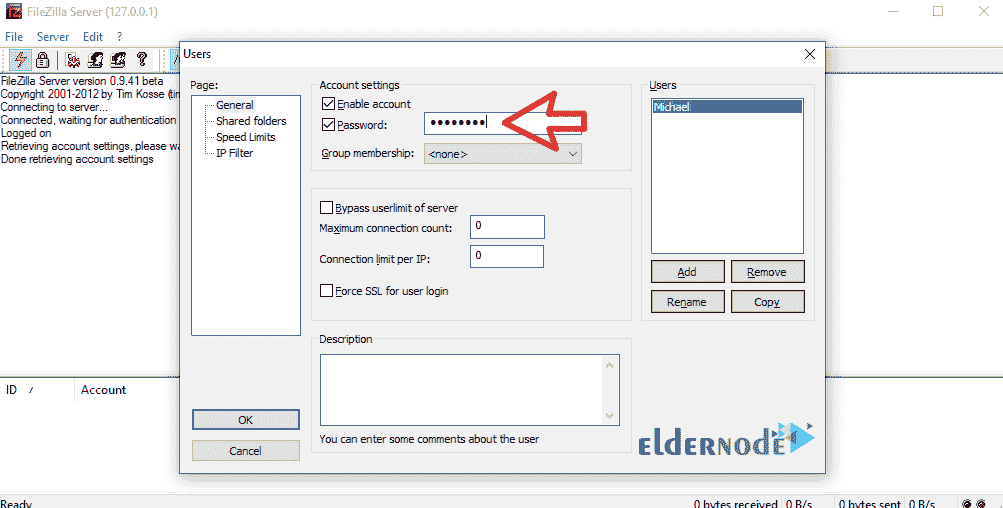 FileZilla Server (127.0.0.1)
File Server Edit ?
FileZilla Server version 0.9.41 beta
Copyright 2001-2012 by Tim Kosse (tim
Connecting to server...
Connected, waiting for authentication
Logged on
Retrieving account settings, please wa
Done retrieving account settings
Users
Page:
General
Shared folders
Speed Limits
IP Filter
OK
Cancel
Account settings
Enable account
Password:
Group membership: <none>
Bypass userlimit of server
Maximum connection count: 0
Connection limit per IP: 0
Force SSL for user login
Description
You can enter some comments about the user
Users
Michael
Add Remove
Rename Copy
eldernode
ID / Account
Ready 0 bytes received 0 B/s 0 bytes sent 0 B/s